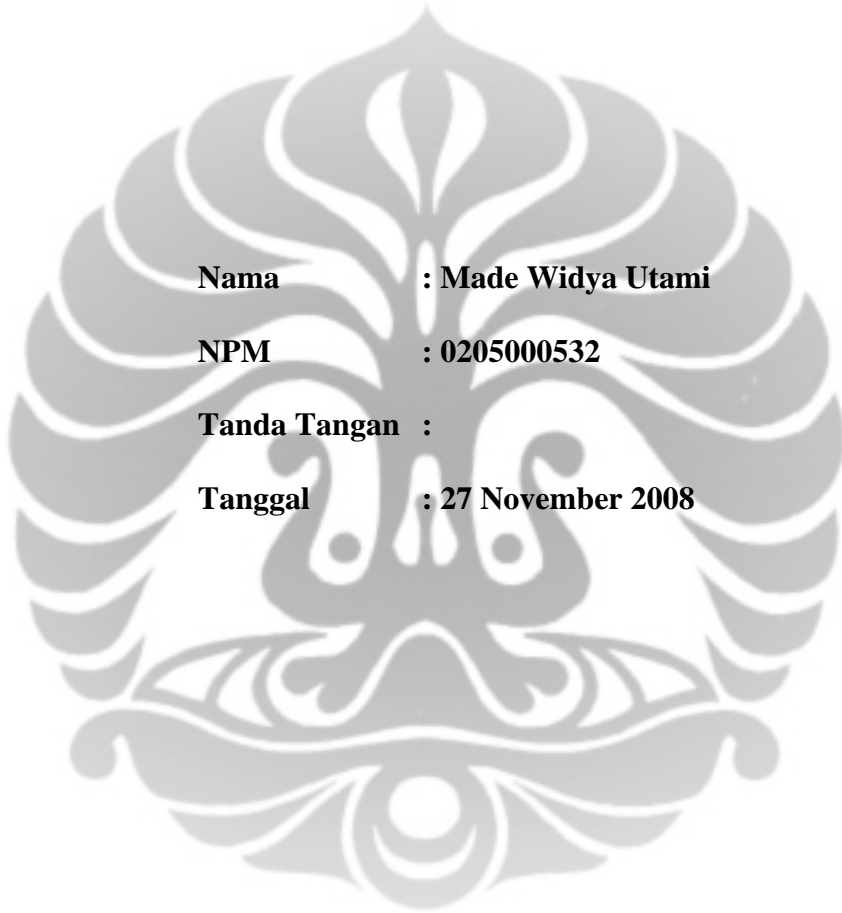 Nama : Made Widya Utami
NPM : 0205000532
Tanda Tangan :
Tanggal : 27 November 2008